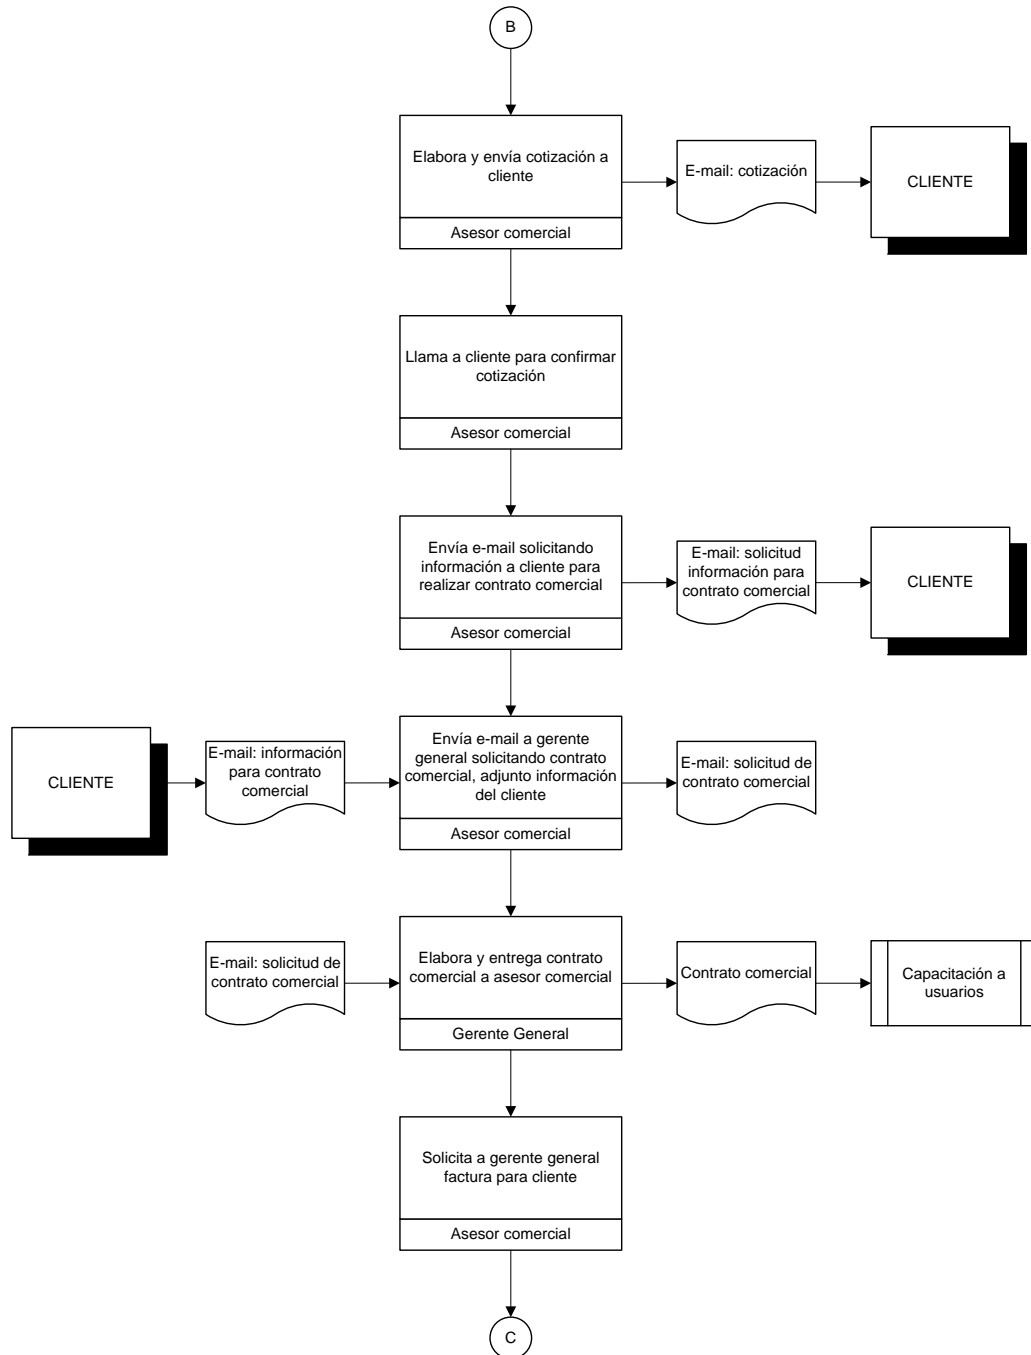 B
Elabora y envía cotización a
cliente
Asesor comercial
E-mail: cotización
CLIENTE
Llama a cliente para confirmar
cotización
Asesor comercial
Envía e-mail solicitando
información a cliente para
realizar contrato comercial
Asesor comercial
E-mail: solicitud
información para
contrato comercial
CLIENTE
CLIENTE
E-mail: información
para contrato
comercial
Envía e-mail a gerente
general solicitando contrato
comercial, adjunto información
del cliente
Asesor comercial
E-mail: solicitud de
contrato comercial
E-mail: solicitud de
contrato comercial
Elabora y entrega contrato
comercial a asesor comercial
Gerente General
Contrato comercial
Capacitación a
usuarios
Solicita a gerente general
factura para cliente
Asesor comercial
C